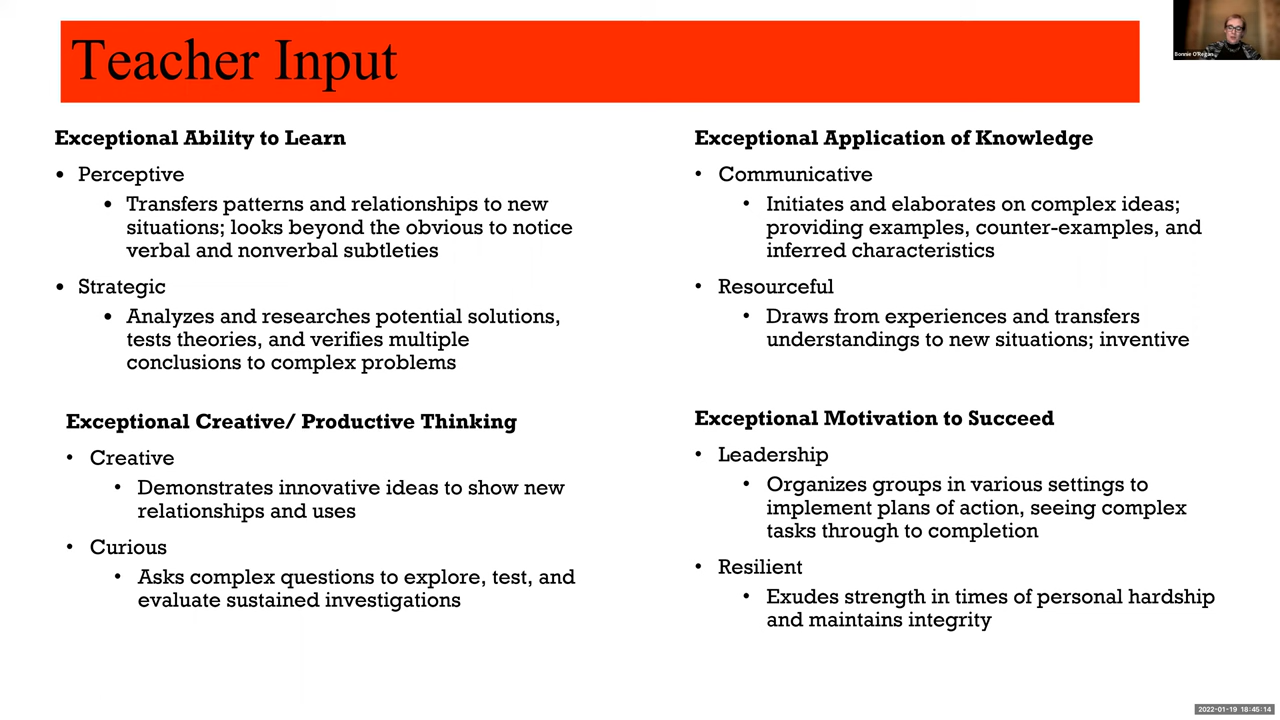 Teacher Input
Exceptional Ability to Learn
• Perceptive
• Transfers patterns and relationships to new
situations; looks beyond the obvious to notice
verbal and nonverbal subtleties
• Strategic
• Analyzes and researches potential solutions,
tests theories, and verifies multiple
conclusions to complex problems
Exceptional Creative/ Productive Thinking
• Creative
• Demonstrates innovative ideas to show new
relationships and uses
• Curious
• Asks complex questions to explore, test, and
evaluate sustained investigations
Exceptional Application of Knowledge
• Communicative
• Initiates and elaborates on complex ideas;
providing examples, counter-examples, and
inferred characteristics
• Resourceful
• Draws from experiences and transfers
understandings to new situations; inventive
Exceptional Motivation to Succeed
• Leadership
• Organizes groups in various settings to
implement plans of action, seeing complex
tasks through to completion
• Resilient
• Exudes strength in times of personal hardship
and maintains integrity
Bonnie O'Regan
2022-01-19 18:45:14